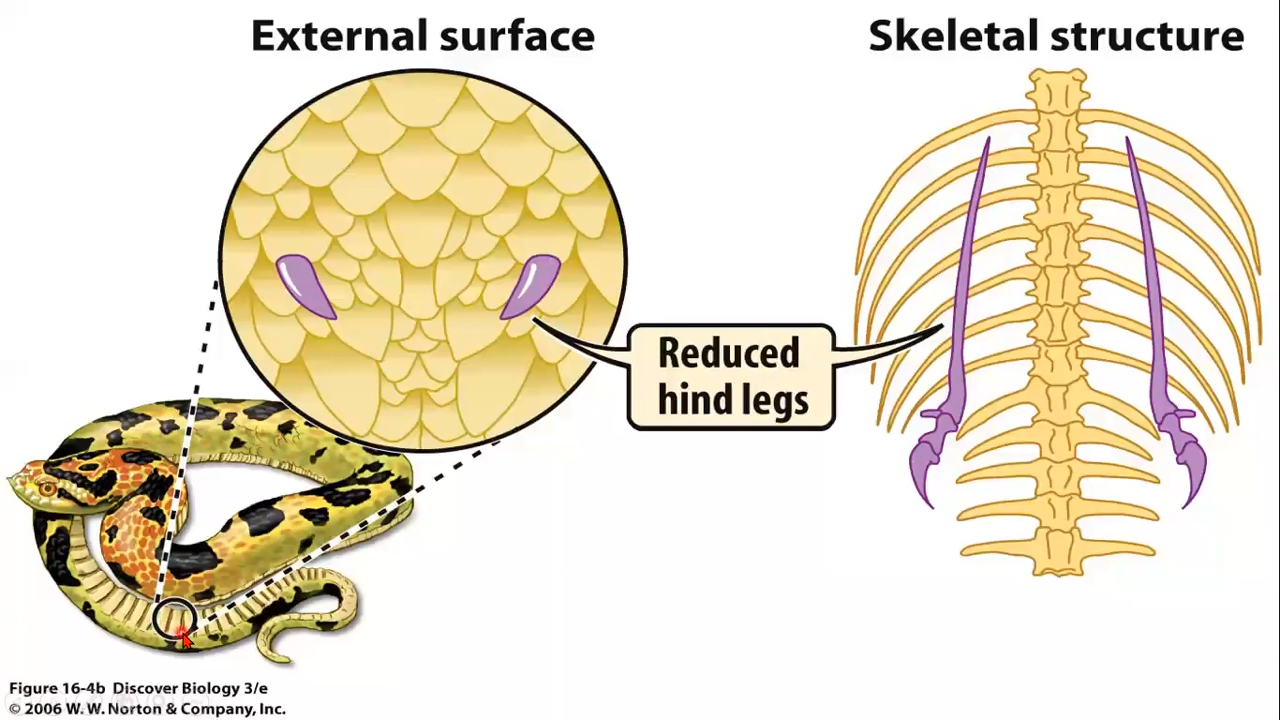 External surface
Skeletal structure
Reduced
hind legs
Figure 16-4b Discover Biology 3/e
© 2006 W. W. Norton & Company, Inc.